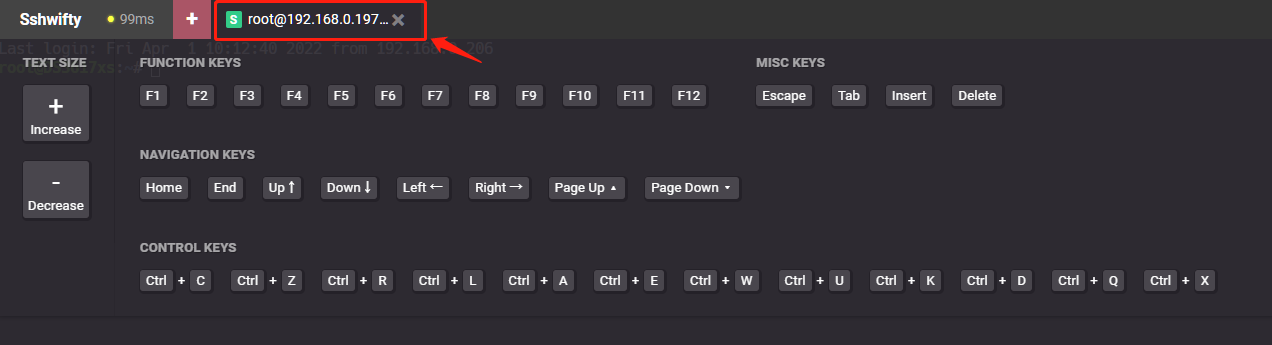 Sshwifty 99ms + S root@192.168.0.197...
Last login: Fri Apr 1 10:12:40 2022 from 192.168. .206
TEXT SIZE
+
Increase
-
Decrease
FUNCTION KEYS
F1 F2 F3 F4 F5 F6 F7 F8 F9 F10 F11 F12
MISC KEYS
Escape Tab Insert Delete
NAVIGATION KEYS
Home End Up ↑ Down ↓ Left ← Right → Page Up ▴ Page Down ▾
CONTROL KEYS
Ctrl + C Ctrl + Z Ctrl + R Ctrl + L Ctrl + A Ctrl + E Ctrl + W Ctrl + U Ctrl + K Ctrl + D Ctrl + Q Ctrl + X